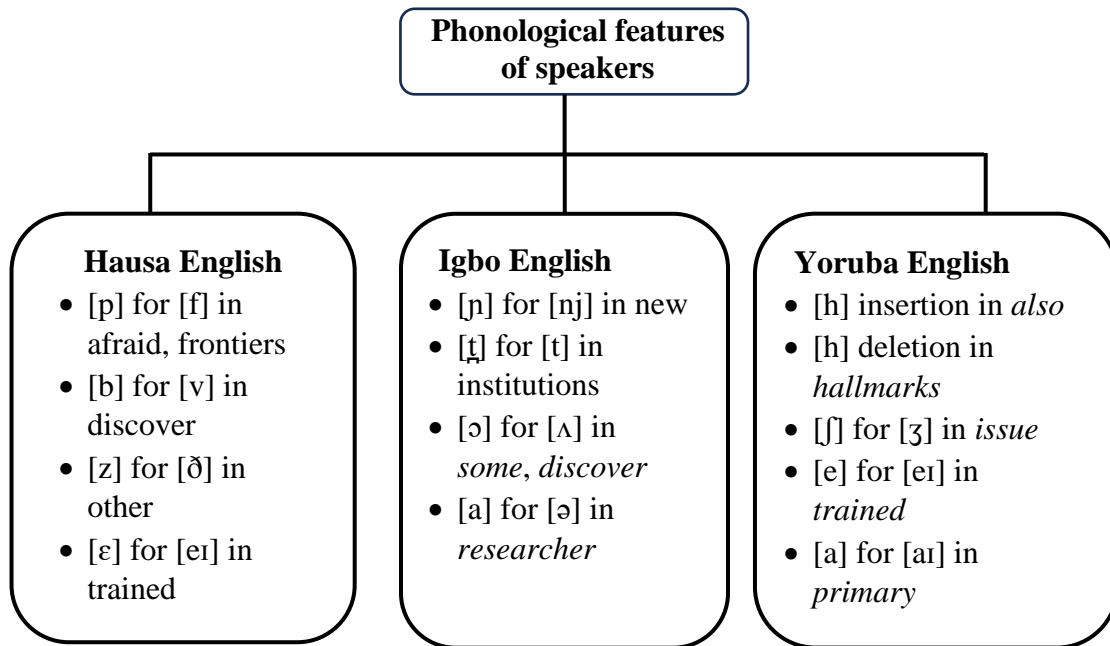 Phonological features
of speakers
Hausa English
• [p] for [f] in
afraid, frontiers
• [b] for [v] in
discover
• [z] for [ð] in
other
• [ɛ] for [eɪ] in
trained
Igbo English
• [ɲ] for [nj] in new
• [t̪] for [t] in
institutions
• [ɔ] for [ʌ] in
some, discover
• [a] for [ə] in
researcher
Yoruba English
• [h] insertion in also
• [h] deletion in
hallmarks
• [ʃ] for [ʒ] in issue
• [e] for [eɪ] in
trained
• [a] for [aɪ] in
primary